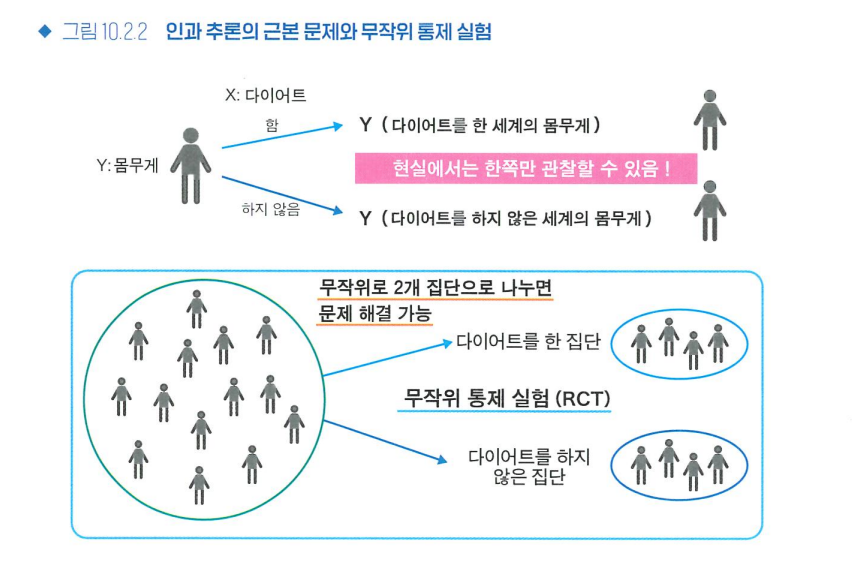 ◆ 그림 10.2.2 인과 추론의 근본 문제와 무작위 통제 실험
X: 다이어트
함
Y ( 다이어트를 한 세계의 몸무게 )
Y: 몸무게
현실에서는 한쪽만 관찰할 수 있음 !
하지 않음
Y ( 다이어트를 하지 않은 세계의 몸무게 )
무작위로 2개 집단으로 나누면
문제 해결 가능
다이어트를 한 집단
무작위 통제 실험 (RCT)
다이어트를 하지
않은 집단